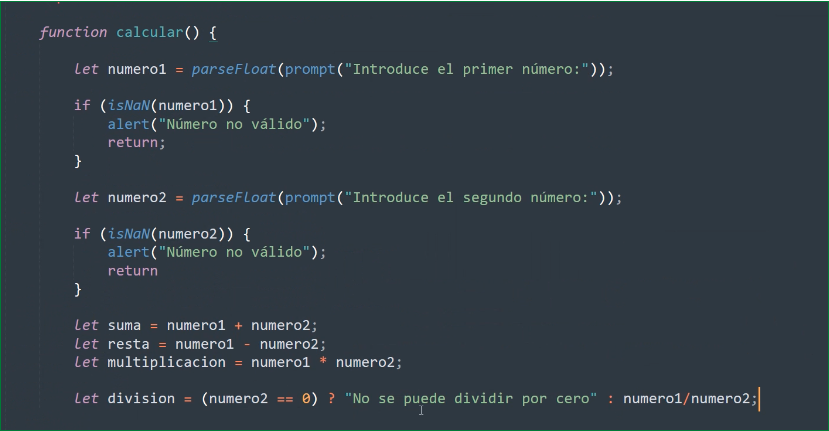 function calcular() {
let numero1 = parseFloat(prompt("Introduce el primer número:"));
if (isNaN(numero1)) {
alert("Número no válido");
return;
}
let numero2 = parseFloat(prompt("Introduce el segundo número:"));
if (isNaN(numero2)) {
alert("Número no válido");
return
}
let suma = numero1 + numero2;
let resta = numero1 - numero2;
let multiplicacion = numero1 * numero2;
let division = (numero2 == 0) ? "No se puede dividir por cero" : numero1/numero2;